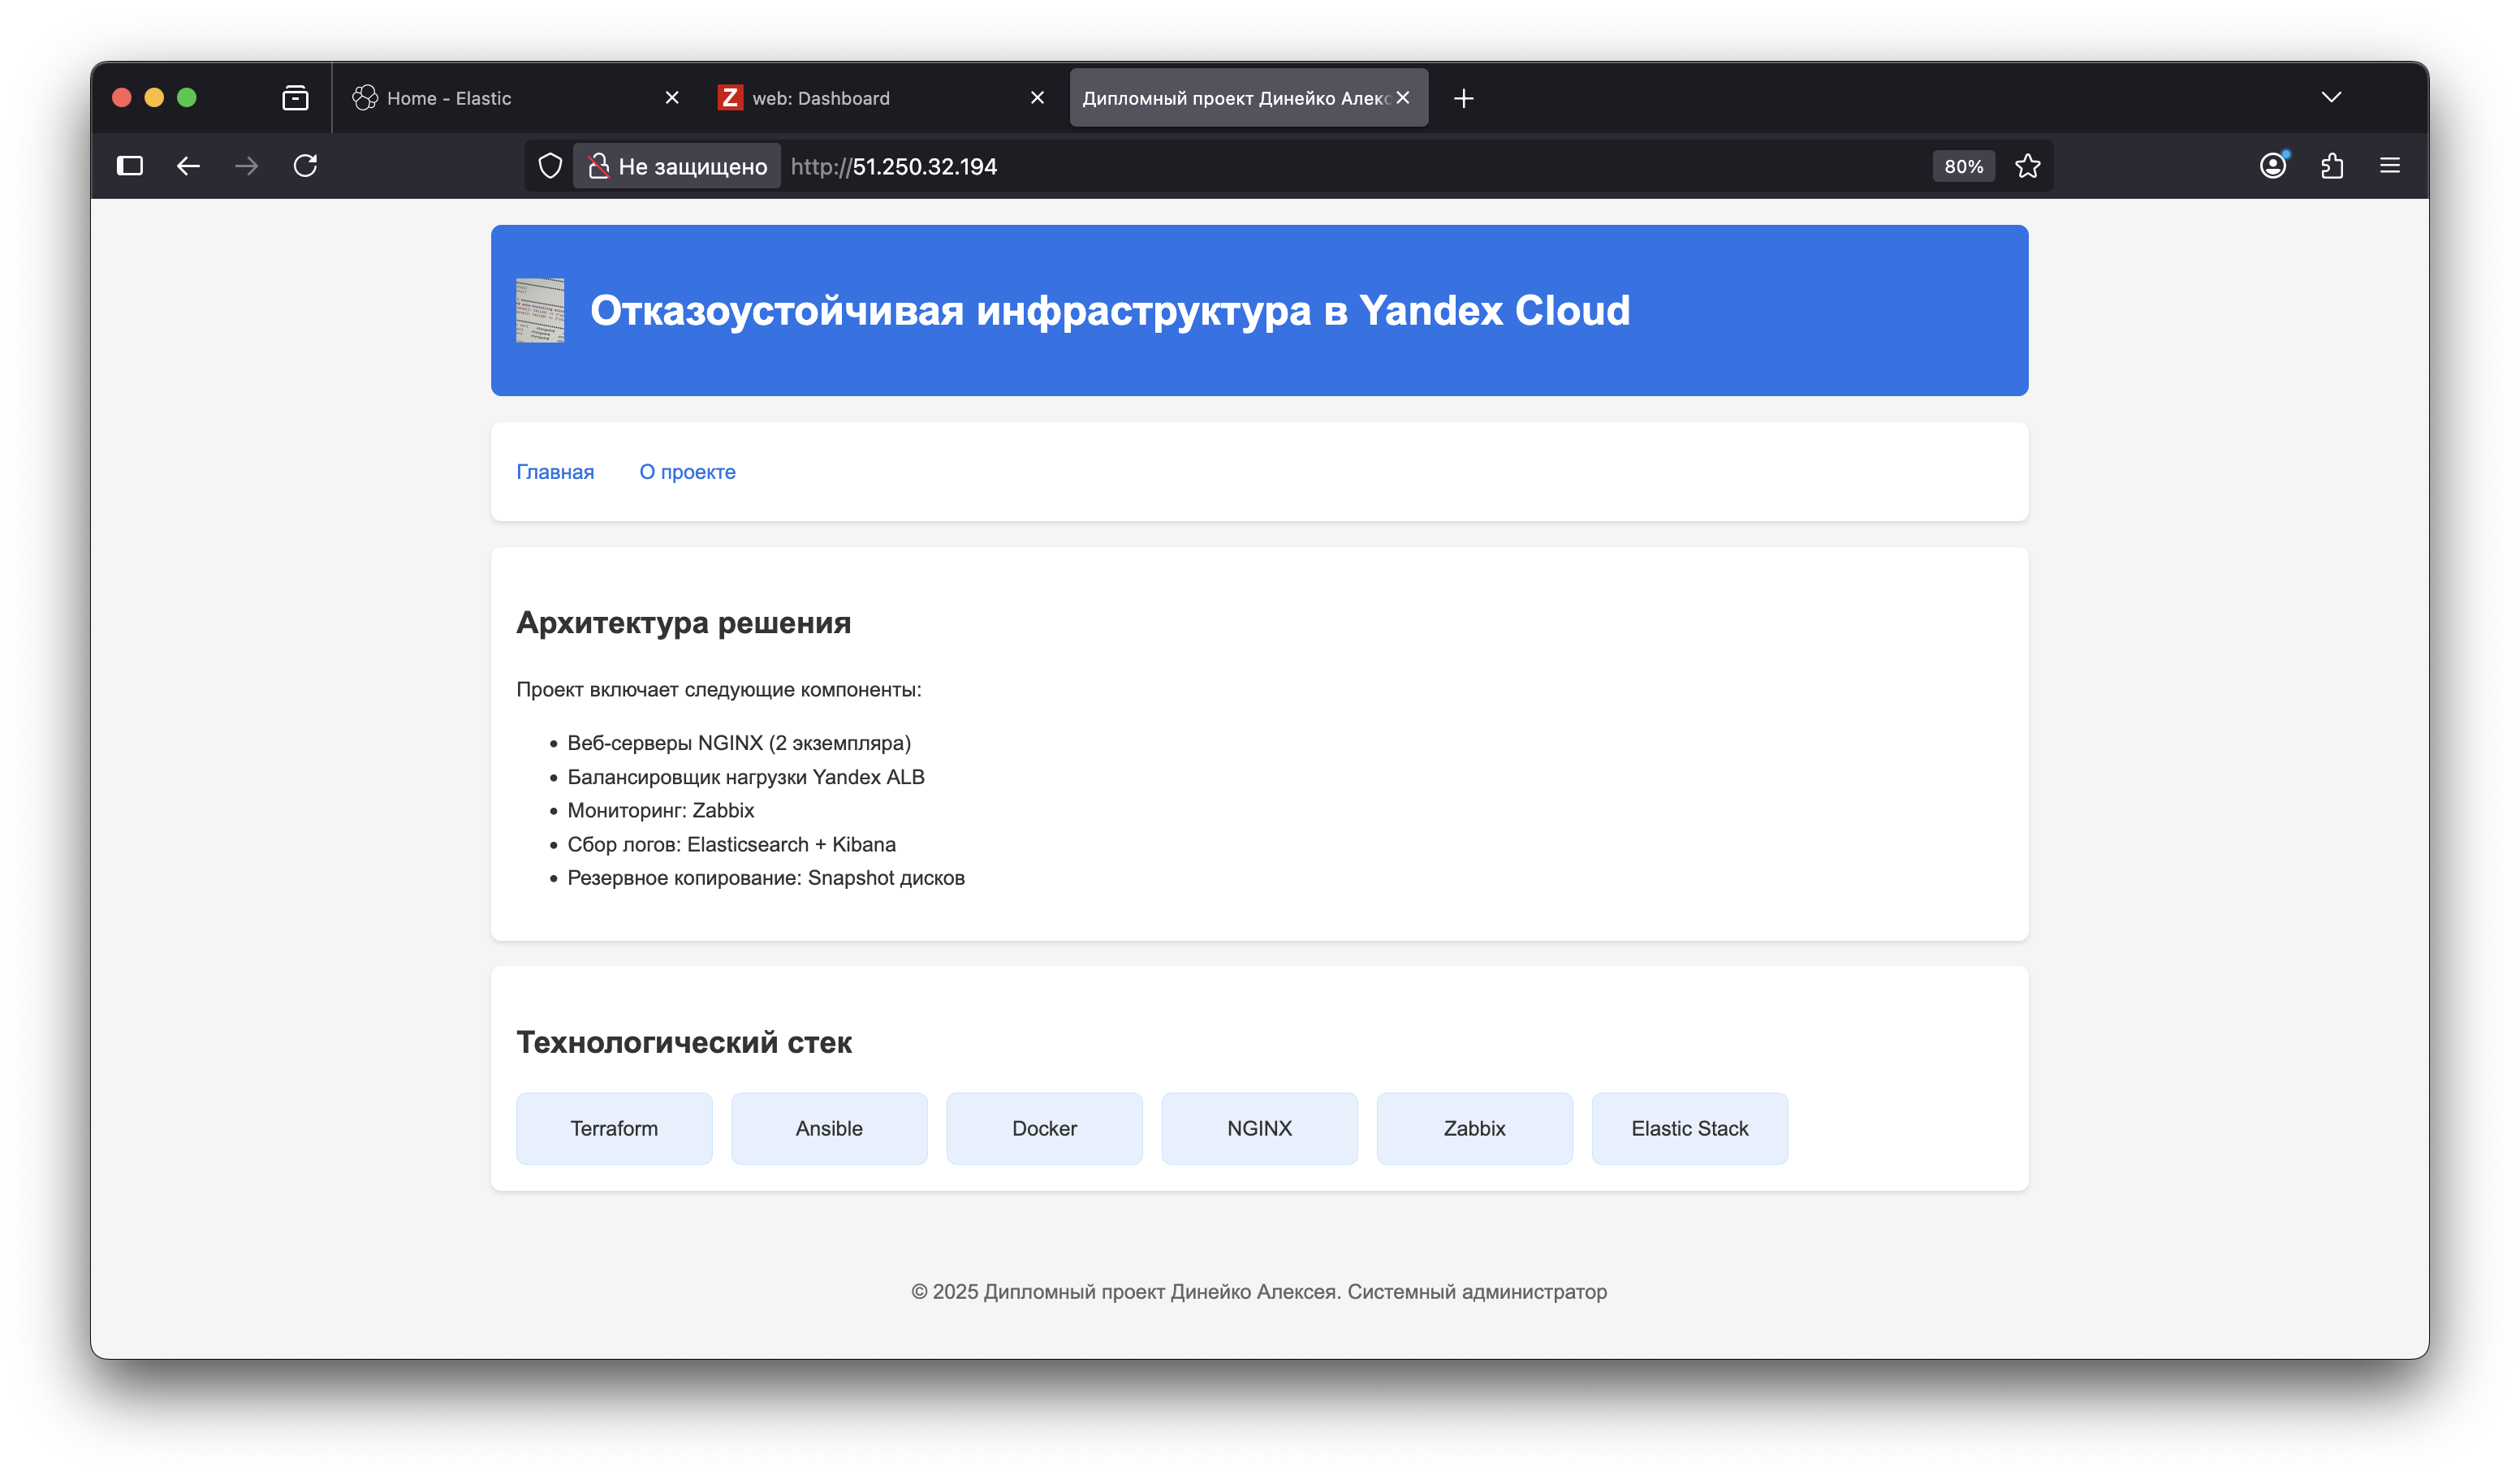 Home - Elastic
Z web: Dashboard
Дипломный проект Динейко Алекс
Не защищено http://51.250.32.194 80%
Отказоустойчивая инфраструктура в Yandex Cloud
Главная О проекте
Архитектура решения
Проект включает следующие компоненты:
• Веб-серверы NGINX (2 экземпляра)
• Балансировщик нагрузки Yandex ALB
• Мониторинг: Zabbix
• Сбор логов: Elasticsearch + Kibana
• Резервное копирование: Snapshot дисков
Технологический стек
Terraform Ansible Docker NGINX Zabbix Elastic Stack
© 2025 Дипломный проект Динейко Алексея. Системный администратор